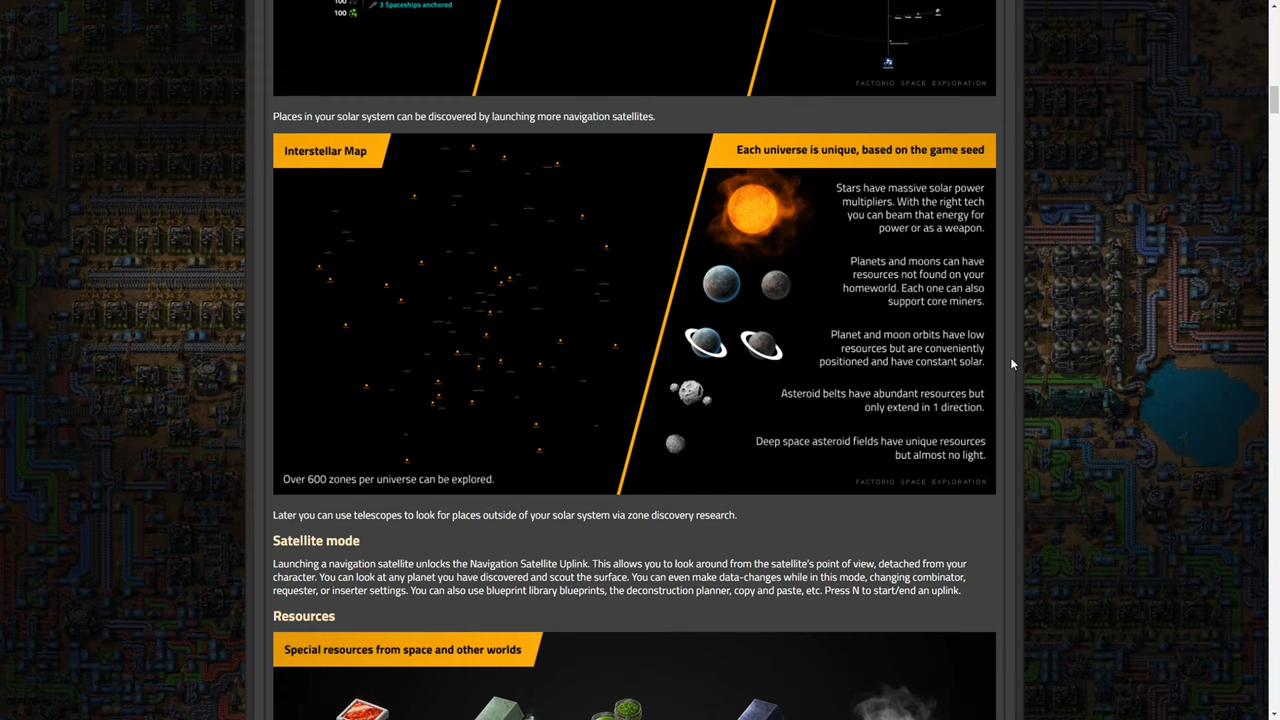 100
100
3 Spaceships anchored
FACTORIO SPACE EXPLORATION
Places in your solar system can be discovered by launching more navigation satellites.
Interstellar Map
Each universe is unique, based on the game seed
Stars have massive solar power
multipliers. With the right tech
you can beam that energy for
power or as a weapon.
Planets and moons can have
resources not found on your
homeworld. Each one can also
support core miners.
Planet and moon orbits have low
resources but are conveniently
positioned and have constant solar.
Asteroid belts have abundant resources but
only extend in 1 direction.
Deep space asteroid fields have unique resources
but almost no light.
Over 600 zones per universe can be explored.
FACTORIO SPACE EXPLORATION
Later you can use telescopes to look for places outside of your solar system via zone discovery research.
Satellite mode
Launching a navigation satellite unlocks the Navigation Satellite Uplink. This allows you to look around from the satellite's point of view, detached from your
character. You can look at any planet you have discovered and scout the surface. You can even make data-changes while in this mode, changing combinator,
requester, or inserter settings. You can also use blueprint library blueprints, the deconstruction planner, copy and paste, etc. Press N to start/end an uplink.
Resources
Special resources from space and other worlds